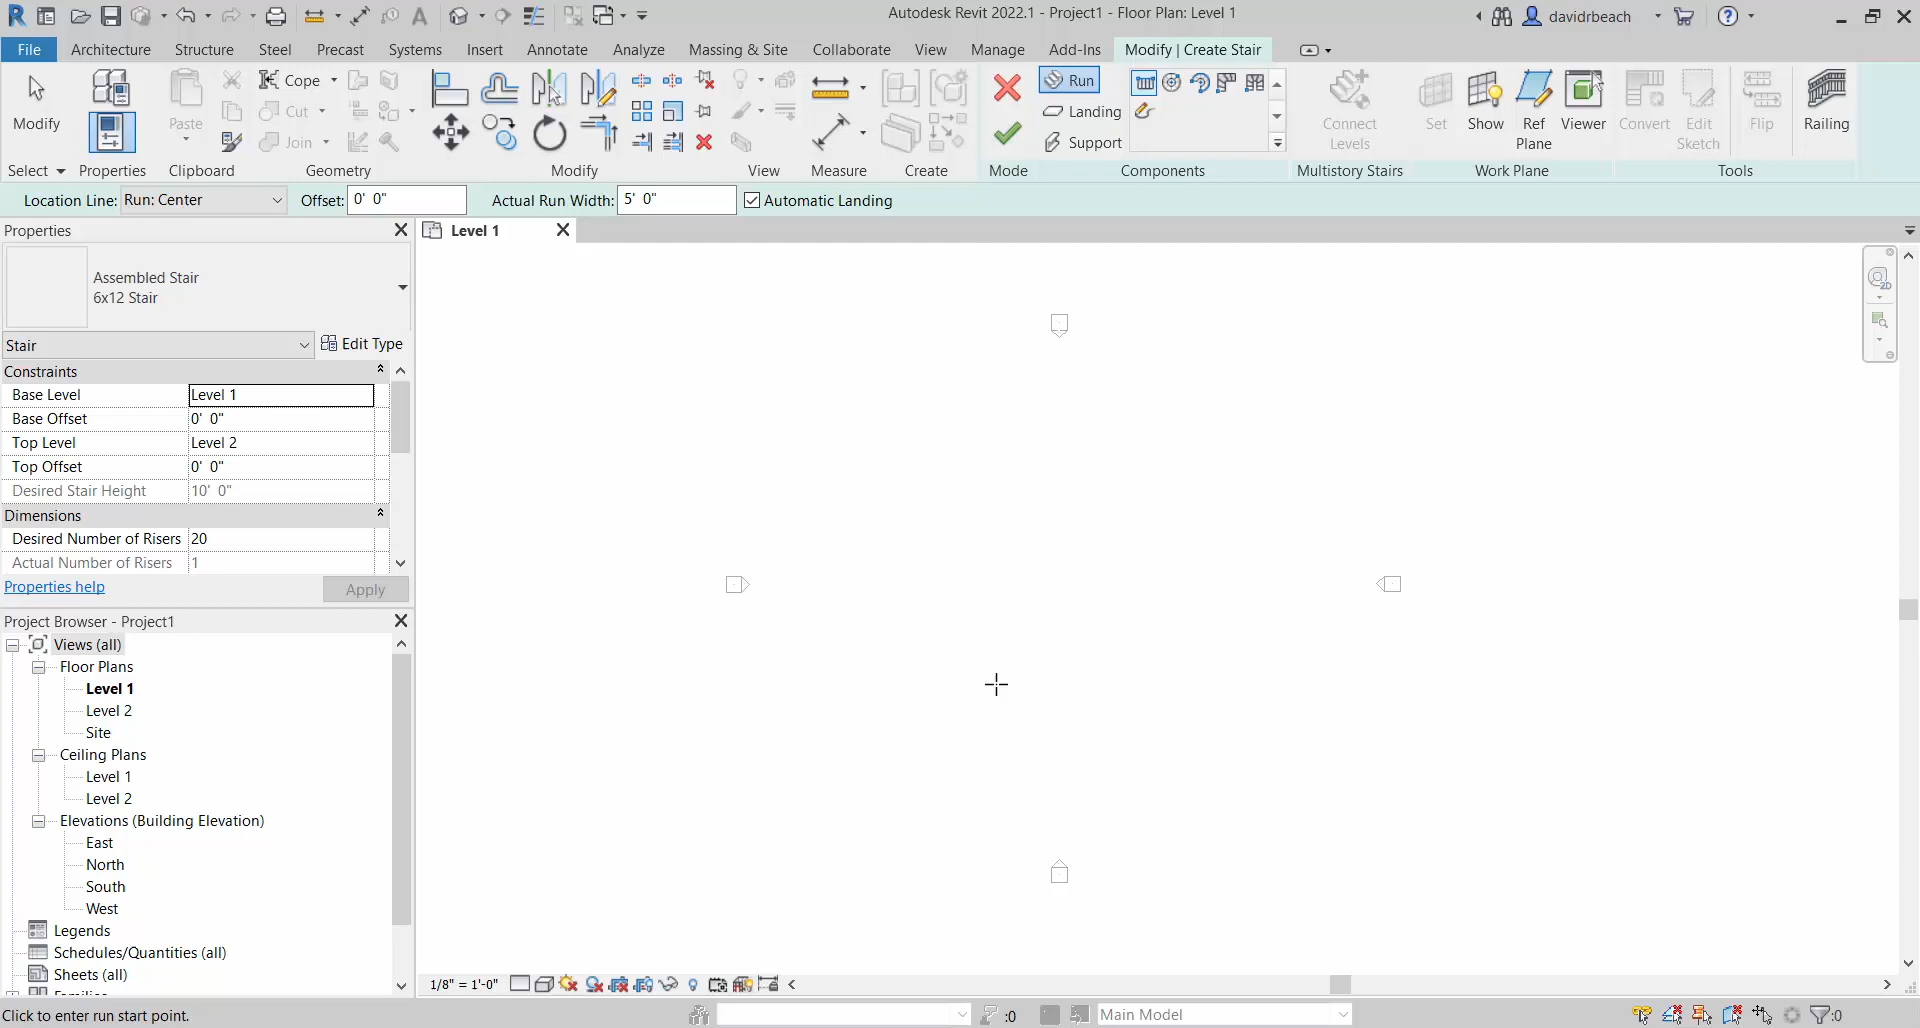 Autodesk Revit 2022.1 - Project1 - Floor Plan: Level 1
davidrbeach
File Architecture Structure Steel Precast Systems Insert Annotate Analyze Massing & Site Collaborate View Manage Add-Ins Modify | Create Stair
Modify
Paste
Cope
Cut
Join
Run
Landing
Support
Connect
Levels
Set
Show
Ref
Plane
Viewer
Convert
Edit
Sketch
Flip
Railing
Select Properties Clipboard Geometry Modify View Measure Create Mode Components Multistory Stairs Work Plane Tools
Location Line: Run: Center Offset: 0' 0" Actual Run Width: 5' 0" Automatic Landing
Properties
Level 1
Assembled Stair
6x12 Stair
Stair Edit Type
Constraints
Base Level Level 1
Base Offset 0' 0"
Top Level Level 2
Top Offset 0' 0"
Desired Stair Height 10' 0"
Dimensions
Desired Number of Risers 20
Actual Number of Risers 1
Properties help Apply
Project Browser - Project1
Views (all)
Floor Plans
Level 1
Level 2
Site
Ceiling Plans
Level 1
Level 2
Elevations (Building Elevation)
East
North
South
West
Legends
Schedules/Quantities (all)
Sheets (all)
2D
1/8" = 1'-0"
Click to enter run start point.
:0
Main Model
:0